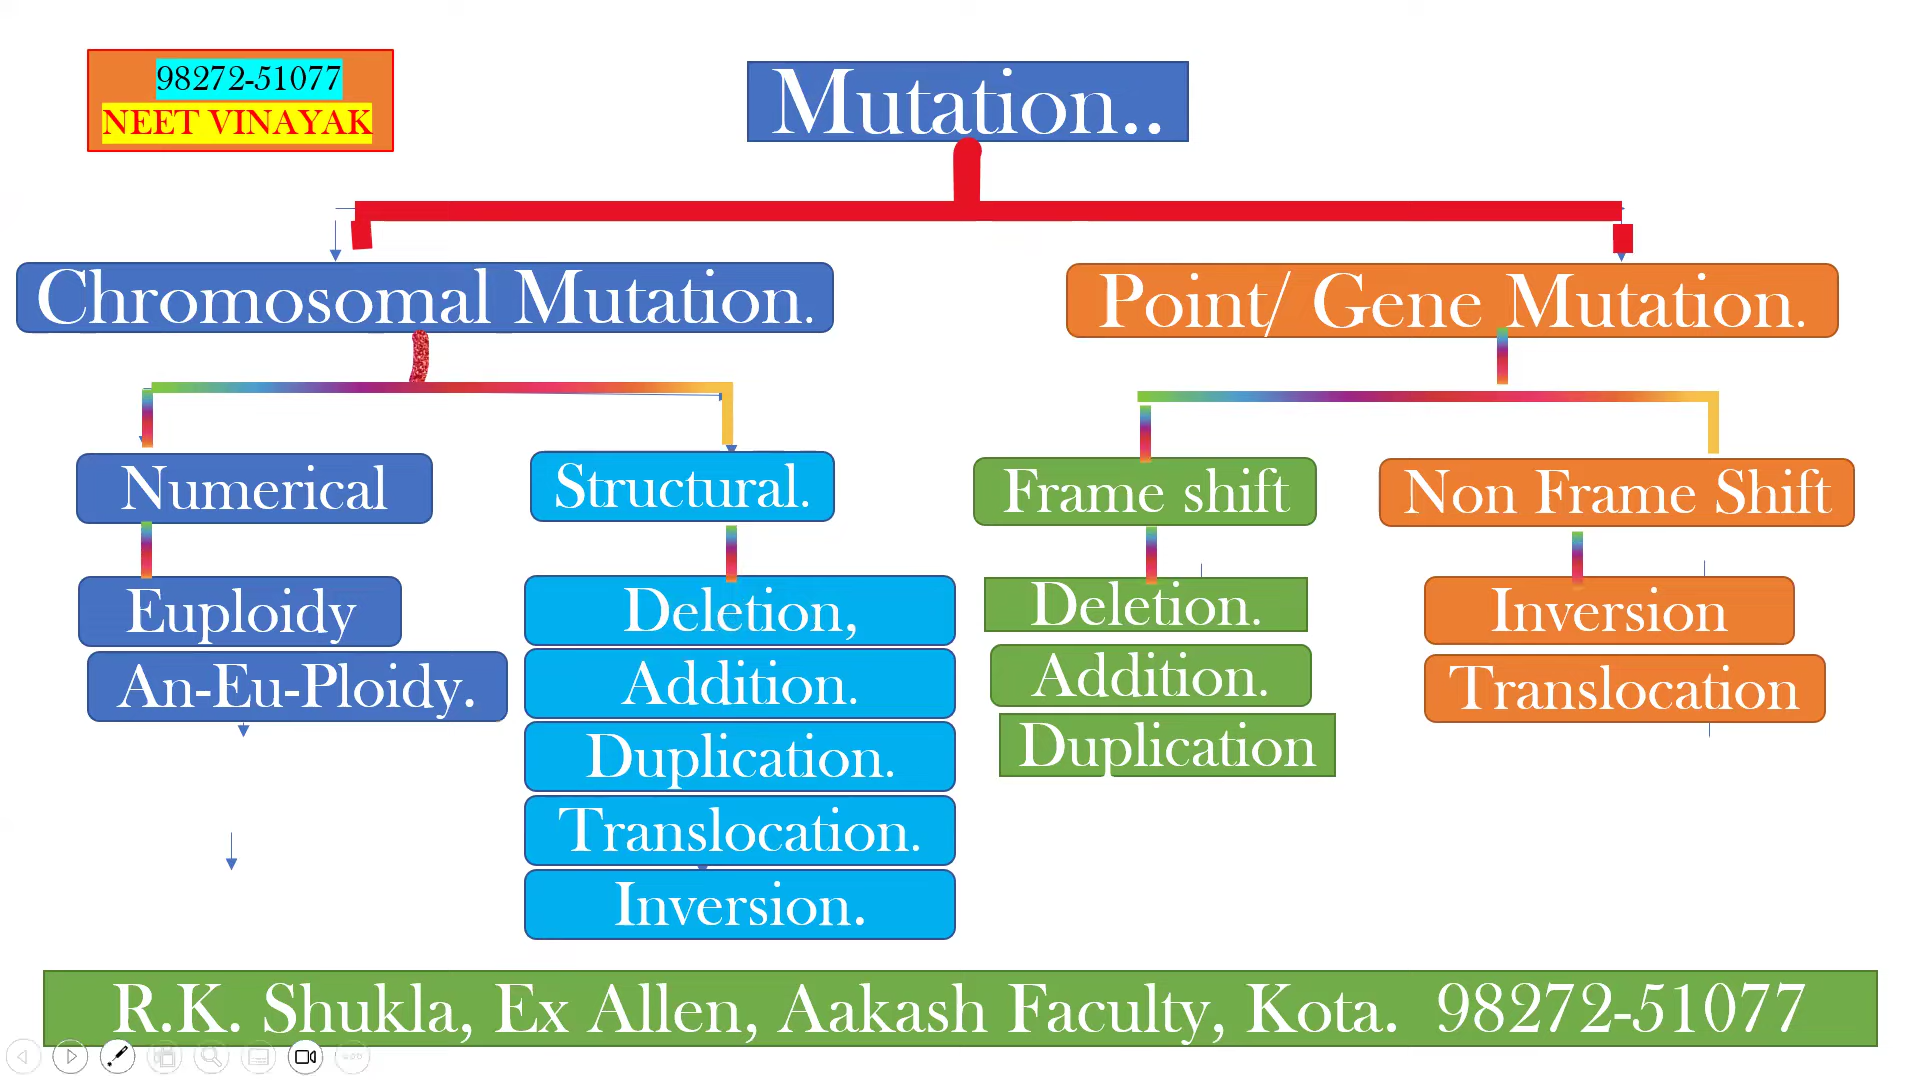 98272-51077
NEET VINAYAK
Mutation..
Chromosomal Mutation.
Point/ Gene Mutation.
Numerical
Structural.
Frame shift
Non Frame Shift
Euploidy
An-Eu-Ploidy.
Deletion,
Addition.
Duplication.
Translocation.
Inversion.
Deletion.
Addition.
Duplication
Inversion
Translocation
R.K. Shukla, Ex Allen, Aakash Faculty, Kota. 98272-51077